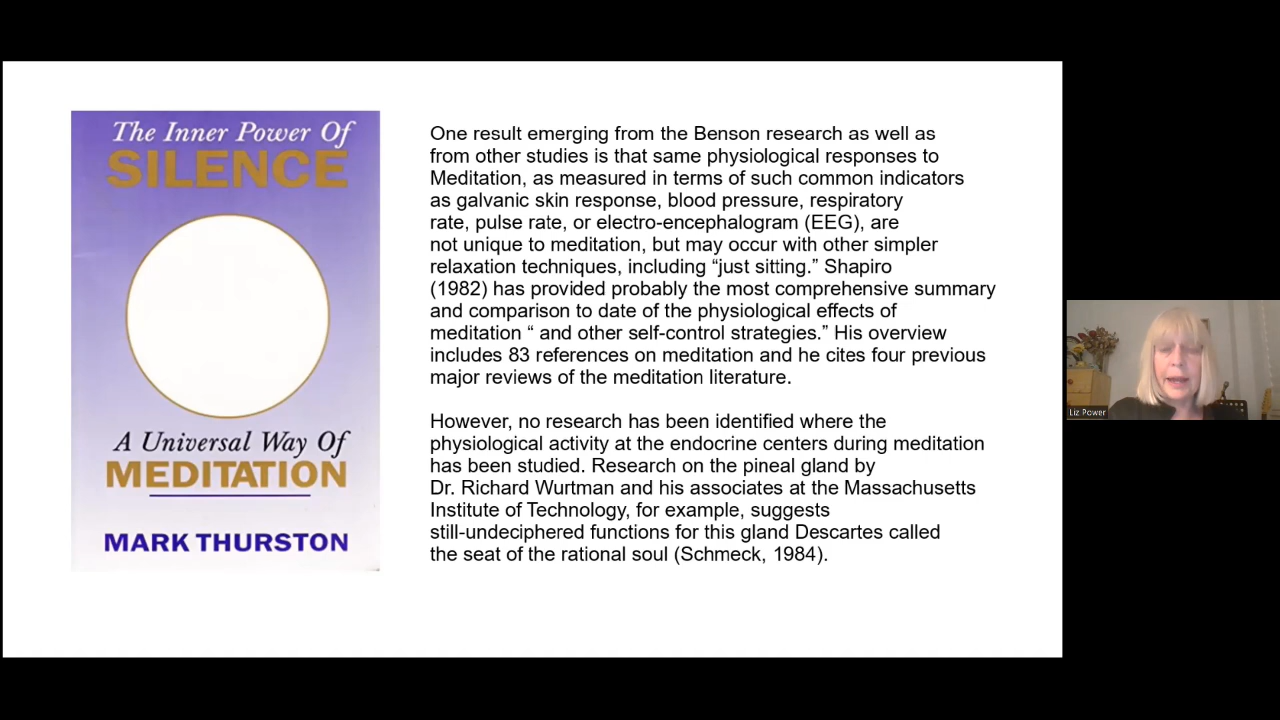 The Inner Power Of
SILENCE
A Universal Way Of
MEDITATION
MARK THURSTON
One result emerging from the Benson research as well as
from other studies is that same physiological responses to
Meditation, as measured in terms of such common indicators
as galvanic skin response, blood pressure, respiratory
rate, pulse rate, or electro-encephalogram (EEG), are
not unique to meditation, but may occur with other simpler
relaxation techniques, including “just sitting.” Shapiro
(1982) has provided probably the most comprehensive summary
and comparison to date of the physiological effects of
meditation “ and other self-control strategies.” His overview
includes 83 references on meditation and he cites four previous
major reviews of the meditation literature.
However, no research has been identified where the
physiological activity at the endocrine centers during meditation
has been studied. Research on the pineal gland by
Dr. Richard Wurtman and his associates at the Massachusetts
Institute of Technology, for example, suggests
still-undeciphered functions for this gland Descartes called
the seat of the rational soul (Schmeck, 1984).
Liz Power